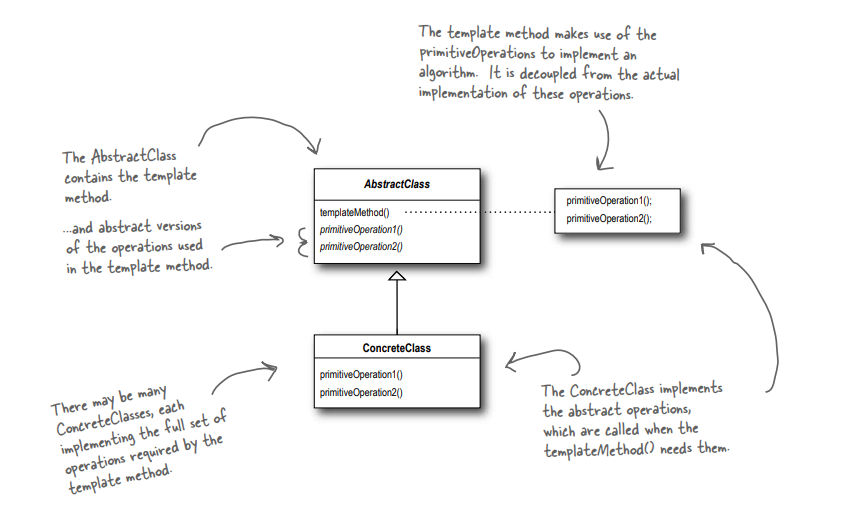 The template method makes use of the
primitiveOperations to implement an
algorithm. It is decoupled from the actual
implementation of these operations.
The AbstractClass
contains the template
method.
...and abstract versions
of the operations used
in the template method.
AbstractClass
templateMethod()
primitiveOperation1()
primitiveOperation2()
primitiveOperation1();
primitiveOperation2();
ConcreteClass
primitiveOperation1()
primitiveOperation2()
There may be many
ConcreteClasses, each
implementing the full set of
operations required by the
template method.
The ConcreteClass implements
the abstract operations,
which are called when the
templateMethod() needs them.